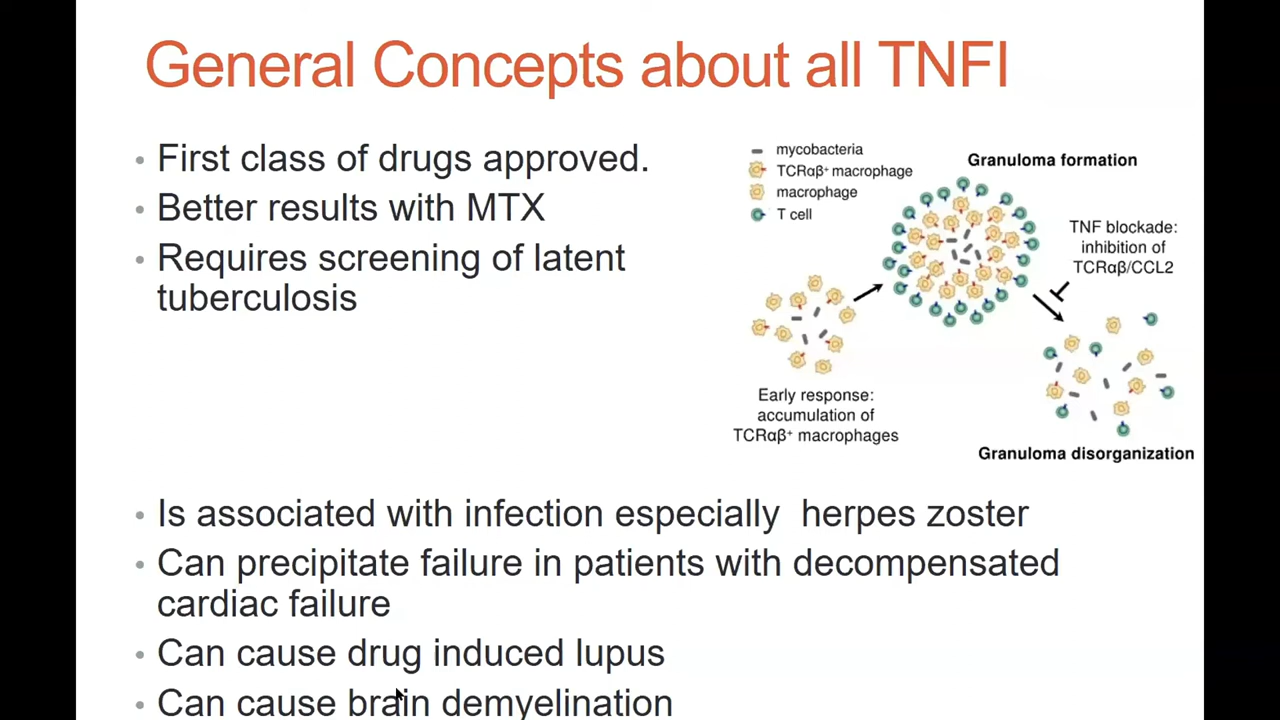 General Concepts about all TNFI
• First class of drugs approved.
• Better results with MTX
• Requires screening of latent
tuberculosis
mycobacteria
TCRαβ⁺ macrophage
macrophage
T cell
Granuloma formation
TNF blockade:
inhibition of
TCRαβ/CCL2
Early response:
accumulation of
TCRαβ⁺ macrophages
Granuloma disorganization
• Is associated with infection especially  herpes zoster
• Can precipitate failure in patients with decompensated
cardiac failure
• Can cause drug induced lupus
• Can cause brain demyelination